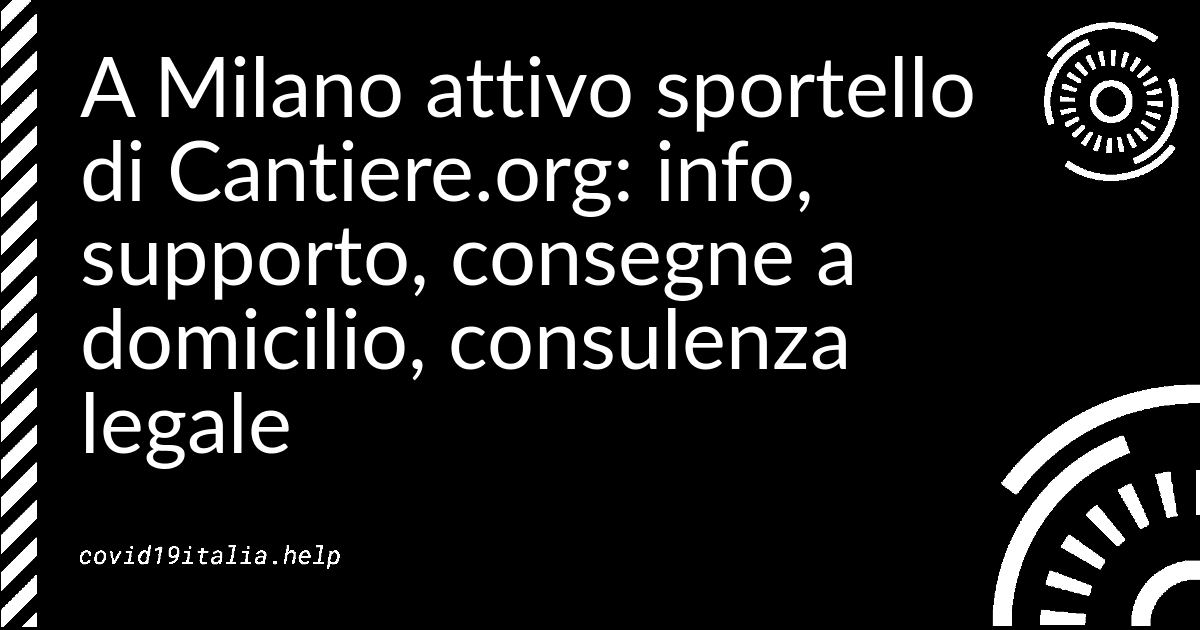 A Milano attivo sportello
di Cantiere.org: info,
supporto, consegne a
domicilio, consulenza
legale
covid19italia.help